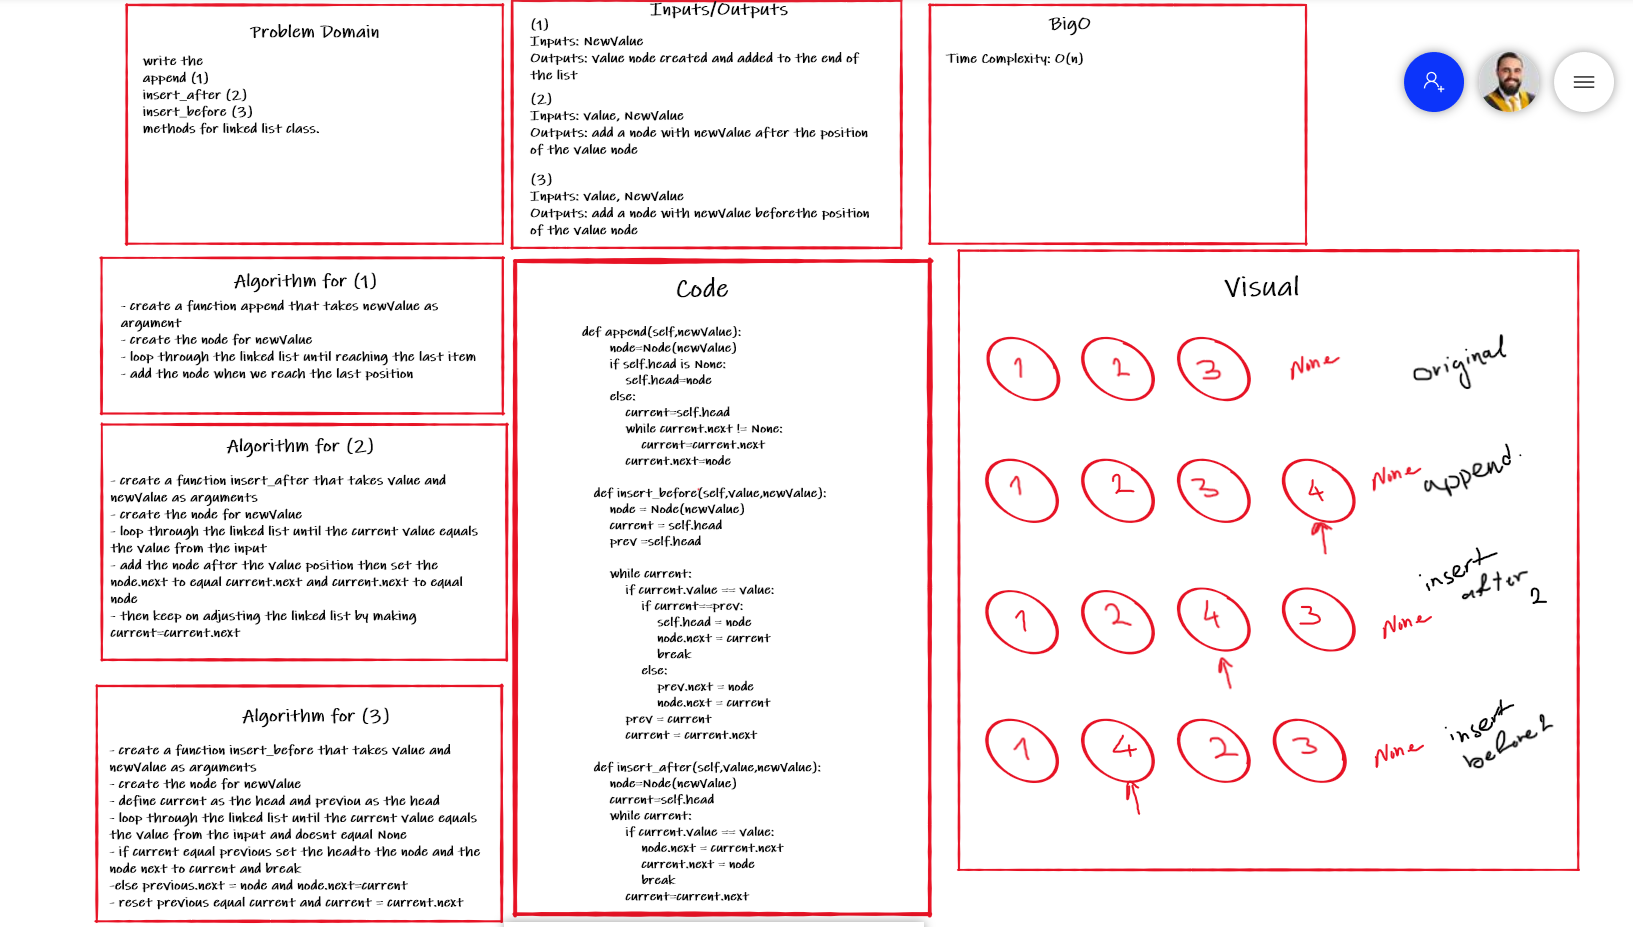 Problem Domain
write the
append (1)
insert_after (2)
insert_before (3)
methods for linked list class.
Inputs/Outputs
(1)
Inputs: NewValue
Outputs: value node created and added to the end of
the list
(2)
Inputs: value, NewValue
Outputs: add a node with newValue after the position
of the value node
(3)
Inputs: value, NewValue
Outputs: add a node with newValue beforethe position
of the value node
BigO
Time Complexity: O(n)
Algorithm for (1)
- create a function append that takes newValue as
argument
- create the node for newValue
- loop through the linked list until reaching the last item
- add the node when we reach the last position
Algorithm for (2)
- create a function insert_after that takes value and
newValue as arguments
- create the node for newValue
- loop through the linked list until the current value equals
the value from the input
- add the node after the value position then set the
node.next to equal current.next and current.next to equal
node
- then keep on adjusting the linked list by making
current=current.next
Algorithm for (3)
- create a function insert_before that takes value and
newValue as arguments
- create the node for newValue
- define current as the head and previou as the head
- loop through the linked list until the current value equals
the value from the input and doesnt equal None
- if current equal previous set the headto the node and the
node next to current and break
-else previous.next = node and node.next=current
- reset previous equal current and current = current.next
Code
def append(self,newValue):
node=Node(newValue)
if self.head is None:
self.head=node
else:
current=self.head
while current.next != None:
current=current.next
current.next=node
def insert_before(self,value,newValue):
node = Node(newValue)
current = self.head
prev =self.head
while current:
if current.value == value:
if current==prev:
self.head = node
node.next = current
break
else:
prev.next = node
node.next = current
prev = current
current = current.next
def insert_after(self,value,newValue):
node=Node(newValue)
current=self.head
while current:
if current.value == value:
node.next = current.next
current.next = node
break
current=current.next
Visual
1 2 3 None original
1 2 3 4 None append.
1 2 4 3 None insert after 2
1 4 2 3 None insert before 2